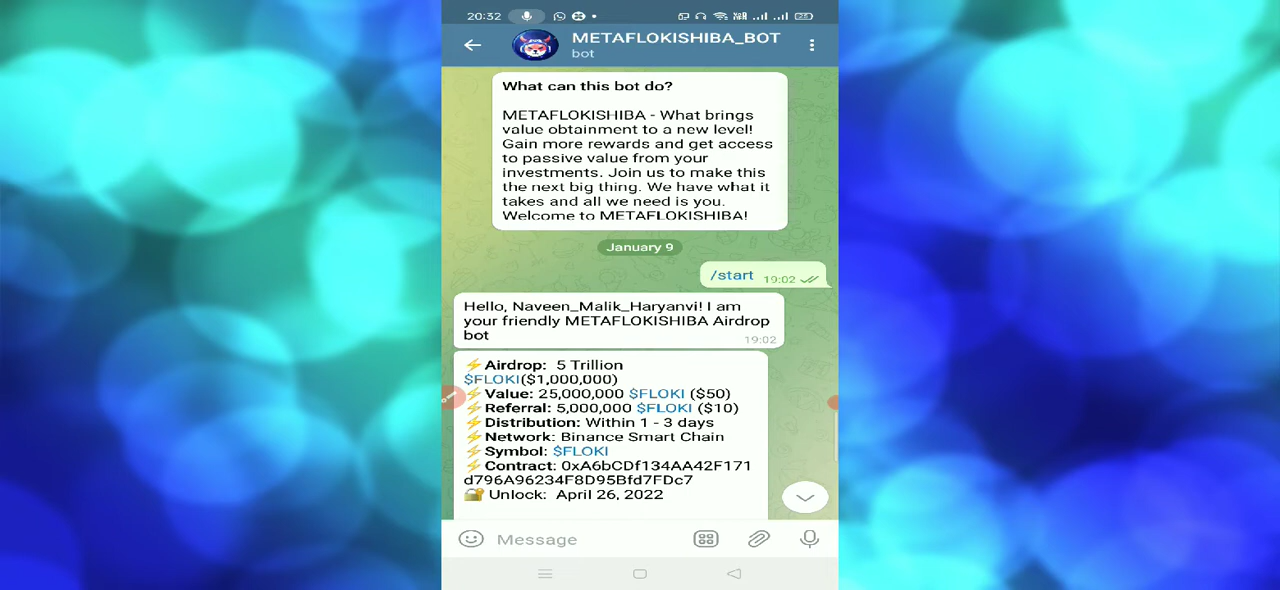 20:32
METAFLOKISHIBA_BOT
bot
What can this bot do?
METAFLOKISHIBA - What brings
value obtainment to a new level!
Gain more rewards and get access
to passive value from your
investments. Join us to make this
the next big thing. We have what it
takes and all we need is you.
Welcome to METAFLOKISHIBA!
January 9
/start 19:02
Hello, Naveen_Malik_Haryanvi! I am
your friendly METAFLOKISHIBA Airdrop
bot
19:02
⚡Airdrop: 5 Trillion
$FLOKI($1,000,000)
⚡Value: 25,000,000 $FLOKI ($50)
⚡Referral: 5,000,000 $FLOKI ($10)
⚡Distribution: Within 1 - 3 days
⚡Network: Binance Smart Chain
⚡Symbol: $FLOKI
⚡Contract: 0xA6bCDf134AA42F171
d796A96234F8D95Bfd7FDc7
🔐 Unlock: April 26, 2022
Message